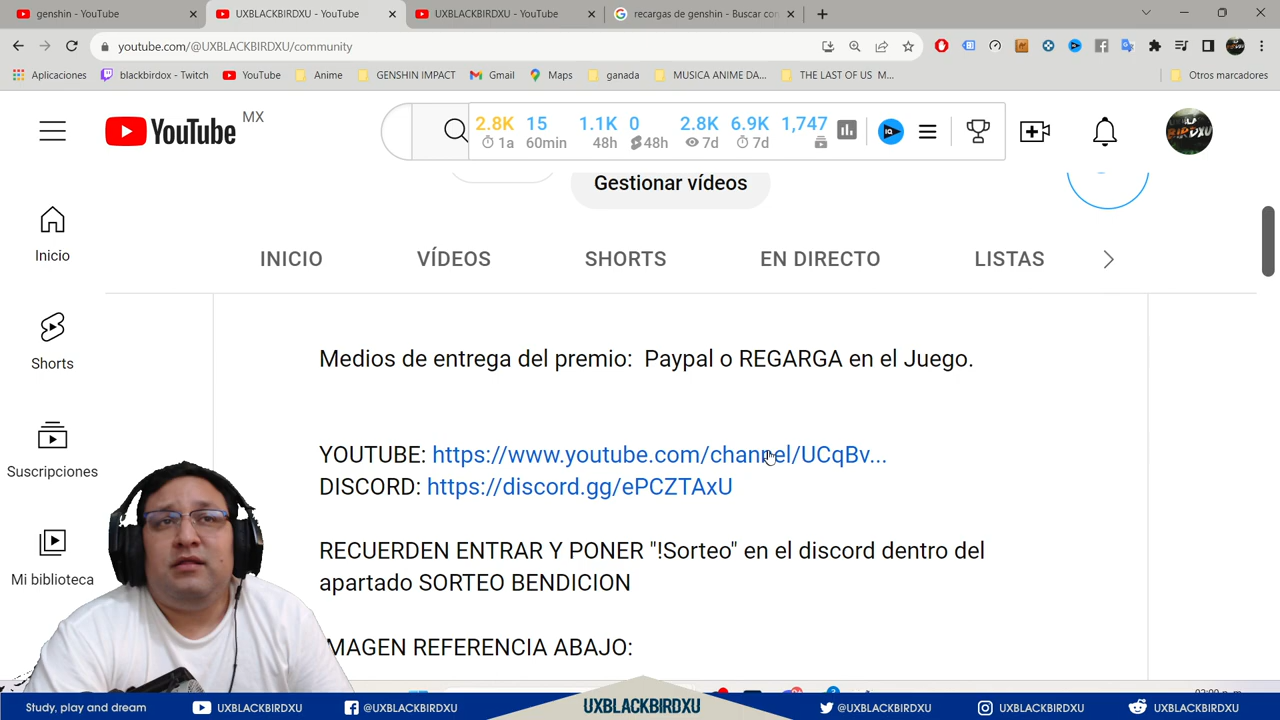 genshin - YouTube
UXBLACKBIRDXU - YouTube
UXBLACKBIRDXU - YouTube
recargas de genshin - Buscar con
youtube.com/@UXBLACKBIRDXU/community
Aplicaciones
blackbirdox - Twitch
YouTube
Anime
GENSHIN IMPACT
Gmail
Maps
ganada
MUSICA ANIME DA...
THE LAST OF US M...
Otros marcadores
YouTube MX
2.8K 15 1.1K 0 2.8K 6.9K 1,747
1a 60min 48h 48h 7d 7d
Gestionar vídeos
INICIO VÍDEOS SHORTS EN DIRECTO LISTAS
Inicio
Shorts
Suscripciones
Mi biblioteca
Medios de entrega del premio: Paypal o REGARGA en el Juego.
YOUTUBE: https://www.youtube.com/channel/UCqBv...
DISCORD: https://discord.gg/ePCZTAxU
RECUERDEN ENTRAR Y PONER "!Sorteo" en el discord dentro del
apartado SORTEO BENDICION
MAGEN REFERENCIA ABAJO:
Study, play and dream
UXBLACKBIRDXU
@UXBLACKBIRDXU
UXBLACKBIRDXU
@UXBLACKBIRDXU
UXBLACKBIRDXU
UXBLACKBIRDXU